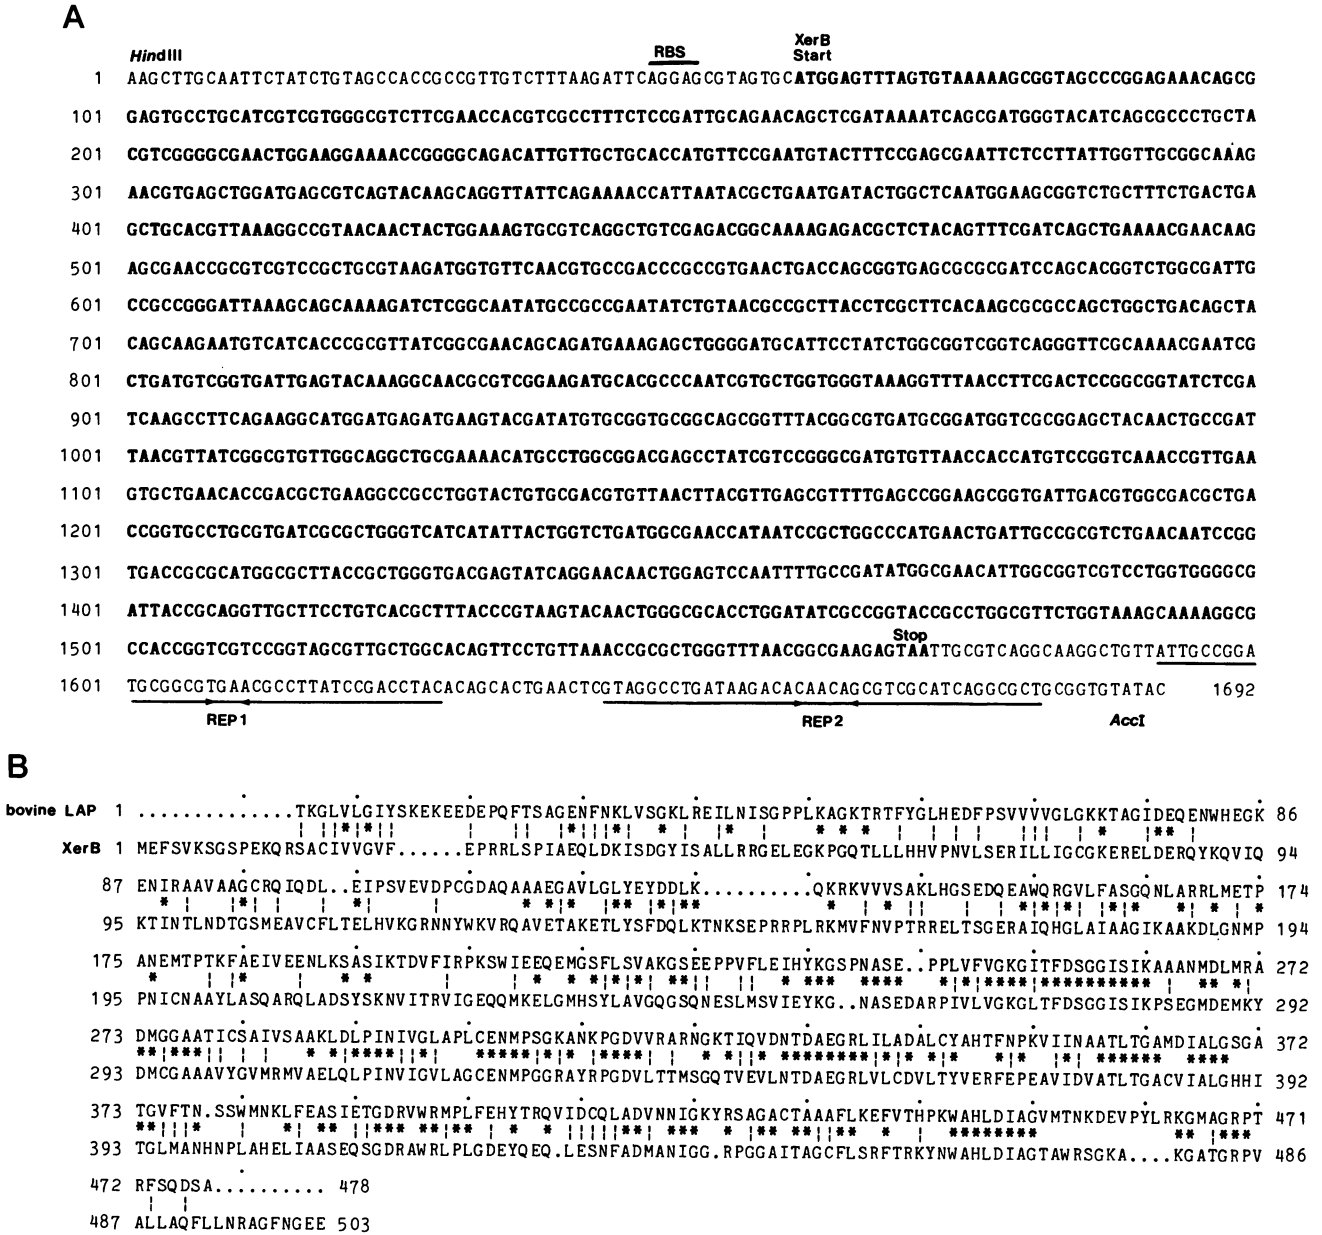 A
HindIII RBS XerB Start
1 AAGCTTGCAATTCTATCTGTAGCCACCGCCGTTGTCTTTAAGATTCAGGAGCGTAGTGCATGGAGTTTAGTGTAAAAAGCGGTAGCCCGGAGAAACAGCG
101 GAGTGCCTGCATCGTCGTGGGCGTCTTCGAACCACGTCGCCTTTCTCCGATTGCAGAACAGCTCGATAAAATCAGCGATGGGTACATCAGCGCCCTGCTA
201 CGTCGGGGCGAACTGGAAGGAAAACCGGGGCAGACATTGTTGCTGCACCATGTTCCGAATGTACTTTCCGAGCGAATTCTCCTTATTGGTTGCGGCAAAG
301 AACGTGAGCTGGATGAGCGTCAGTACAAGCAGGTTATTCAGAAAACCATTAATACGCTGAATGATACTGGCTCAATGGAAGCGGTCTGCTTTCTGACTGA
401 GCTGCACGTTAAAGGCCGTAACAACTACTGGAAAGTGCGTCAGGCTGTCGAGACGGCAAAAGAGACGCTCTACAGTTTCGATCAGCTGAAAACGAACAAG
501 AGCGAACCGCGTCGTCCGCTGCGTAAGATGGTGTTCAACGTGCCGACCCGCCGTGAACTGACCAGCGGTGAGCGCGCGATCCAGCACGGTCTGGCGATTG
601 CCGCCGGGATTAAAGCAGCAAAAGATCTCGGCAATATGCCGCCGAATATCTGTAACGCCGCTTACCTCGCTTCACAAGCGCGCCAGCTGGCTGACAGCTA
701 CAGCAAGAATGTCATCACCCGCGTTATCGGCGAACAGCAGATGAAAGAGCTGGGGATGCATTCCTATCTGGCGGTCGGTCAGGGTTCGCAAAACGAATCG
801 CTGATGTCGGTGATTGAGTACAAAGGCAACGCGTCGGAAGATGCACGCCCAATCGTGCTGGTGGGTAAAGGTTTAACCTTCGACTCCGGCGGTATCTCGA
901 TCAAGCCTTCAGAAGGCATGGATGAGATGAAGTACGATATGTGCGGTGCGGCAGCGGTTTACGGCGTGATGCGGATGGTCGCGGAGCTACAACTGCCGAT
1001 TAACGTTATCGGCGTGTTGGCAGGCTGCGAAAACATGCCTGGCGGACGAGCCTATCGTCCGGGCGATGTGTTAACCACCATGTCCGGTCAAACCGTTGAA
1101 GTGCTGAACACCGACGCTGAAGGCCGCCTGGTACTGTGCGACGTGTTAACTTACGTTGAGCGTTTTGAGCCGGAAGCGGTGATTGACGTGGCGACGCTGA
1201 CCGGTGCCTGCGTGATCGCGCTGGGTCATCATATTACTGGTCTGATGGCGAACCATAATCCGCTGGCCCATGAACTGATTGCCGCGTCTGAACAATCCGG
1301 TGACCGCGCATGGCGCTTACCGCTGGGTGACGAGTATCAGGAACAACTGGAGTCCAATTTTGCCGATATGGCGAACATTGGCGGTCGTCCTGGTGGGGCG
1401 ATTACCGCAGGTTGCTTCCTGTCACGCTTTACCCGTAAGTACAACTGGGCGCACCTGGATATCGCCGGTACCGCCTGGCGTTCTGGTAAAGCAAAAGGCG
Stop
1501 CCACCGGTCGTCCGGTAGCGTTGCTGGCACAGTTCCTGTTAAACCGCGCTGGGTTTAACGGCGAAGAGTAATTGCGTCAGGCAAGGCTGTTATTGCCGGA
1601 TGCGGCGTGAACGCCTTATCCGACCTACACAGCACTGAACTCGTAGGCCTGATAAGACACAACAGCGTCGCATCAGGCGCTGCGGTGTATAC 1692
REP1 REP2 AccI
B
bovine LAP 1 ..............TKGLVLGIYSKEKEEDEPQFTSAGENFNKLVSGKLREILNISGPPLKAGKTRTFYGLHEDFPSVVVVGLGKKTAGIDEQENWHEGK 86
XerB 1 MEFSVKSGSPEKQRSACIVVGVF......EPRRLSPIAEQLDKISDGYISALLRRGELEGKPGQTLLLHHVPNVLSERILLIGCGKERELDERQYKQVIQ 94
87 ENIRAAVAAGCRQIQDL..EIPSVEVDPCGDAQAAAEGAVLGLYEYDDLK..........QKRKVVVSAKLHGSEDQEAWQRGVLFASGQNLARRLMETP 174
95 KTINTLNDTGSMEAVCFLTELHVKGRNNYWKVRQAVETAKETLYSFDQLKTNKSEPRRPLRKMVFNVPTRRELTSGERAIQHGLAIAAGIKAAKDLGNMP 194
175 ANEMTPTKFAEIVEENLKSASIKTDVFIRPKSWIEEQEMGSFLSVAKGSEEPPVFLEIHYKGSPNASE..PPLVFVGKGITFDSGGISIKAAANMDLMRA 272
195 PNICNAAYLASQARQLADSYSKNVITRVIGEQQMKELGMHSYLAVGQGSQNESLMSVIEYKG..NASEDARPIVLVGKGLTFDSGGISIKPSEGMDEMKY 292
273 DMGGAATICSAIVSAAKLDLPINIVGLAPLCENMPSGKANKPGDVVRARNGKTIQVDNTDAEGRLILADALCYAHTFNPKVIINAATLTGAMDIALGSGA 372
293 DMCGAAAVYGVMRMVAELQLPINVIGVLAGCENMPGGRAYRPGDVLTTMSGQTVEVLNTDAEGRLVLCDVLTYVERFEPEAVIDVATLTGACVIALGHHI 392
373 TGVFTN.SSWMNKLFEASIETGDRVWRMPLFEHYTRQVIDCQLADVNNIGKYRSAGACTAAAFLKEFVTHPKWAHLDIAGVMTNKDEVPYLRKGMAGRPT 471
393 TGLMANHNPLAHELIAASEQSGDRAWRLPLGDEYQEQ.LESNFADMANIGG.RPGGAITAGCFLSRFTRKYNWAHLDIAGTAWRSGKA....KGATGRPV 486
472 RFSQDSA.......... 478
487 ALLAQFLLNRAGFNGEE 503